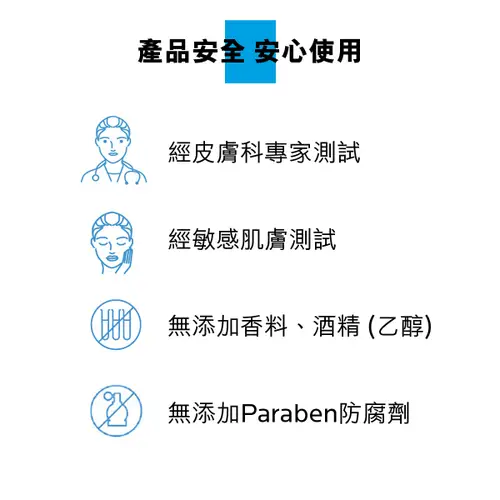 產品安全 安心使用
經皮膚科專家測試
經敏感肌膚測試
無添加香料、酒精 (乙醇)
無添加Paraben防腐劑